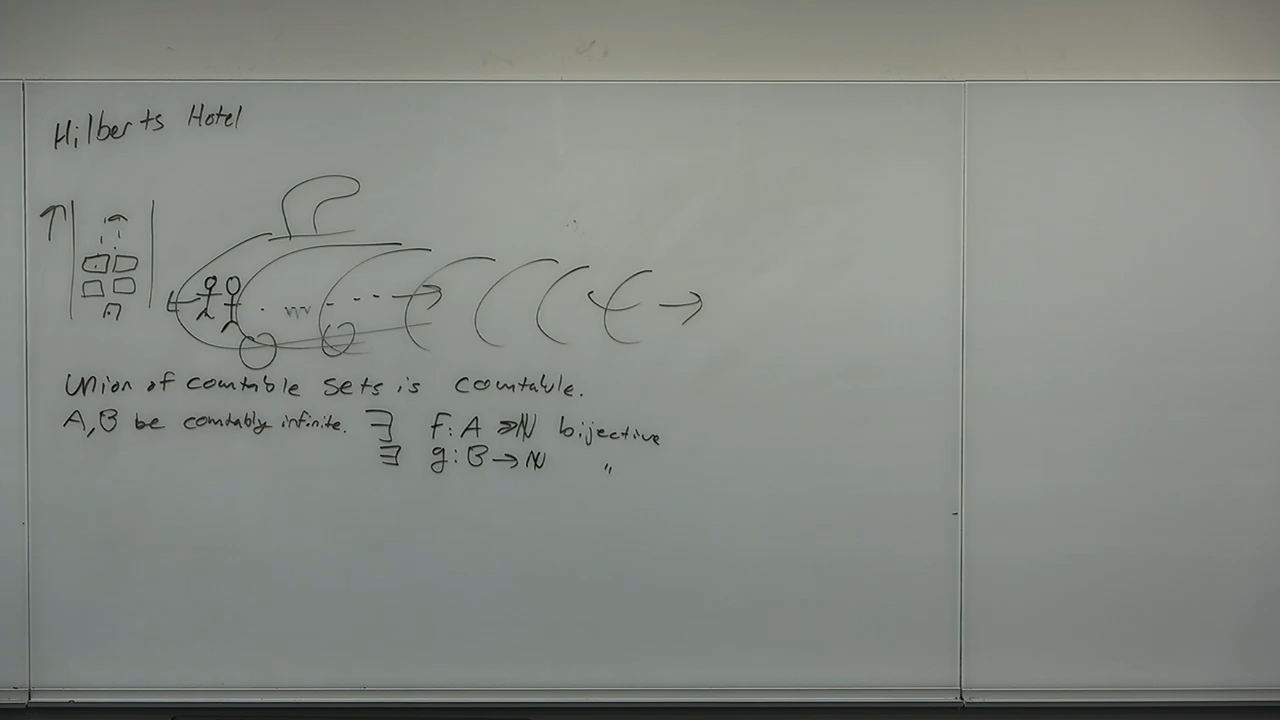 Hilberts Hotel
Union of countable sets is countable.
A, B be countably infinite. ∃ f: A → ℕ bijective
∃ g: B → ℕ "